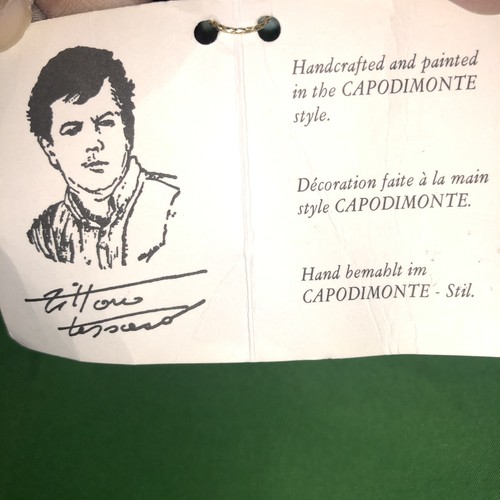 Handcrafted and painted
in the CAPODIMONTE
style.
Décoration faite à la main
style CAPODIMONTE.
Hand bemahlt im
CAPODIMONTE - Stil.
Vittorio
Tessaro